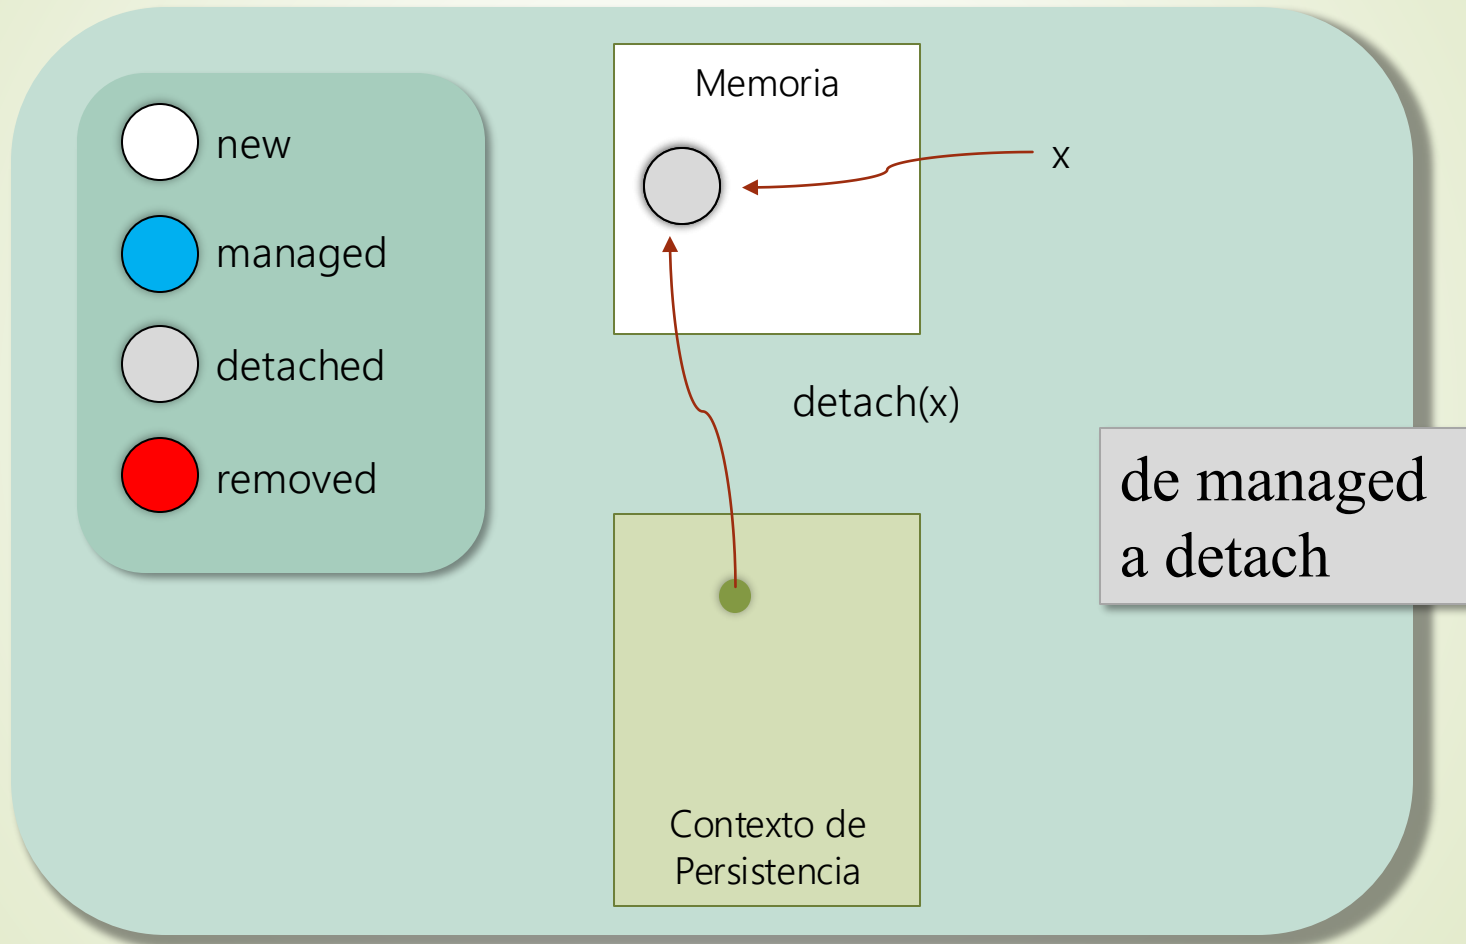 new
managed
detached
removed
Memoria
x
detach(x)
de managed
a detach
Contexto de
Persistencia